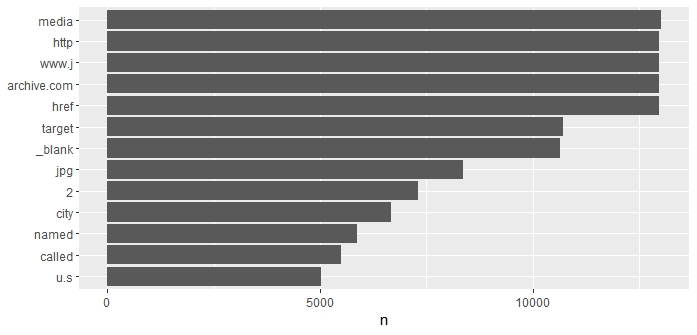 media
http
www.j
archive.com
href
target
_blank
jpg
2
city
named
called
u.s
0 5000 10000
n